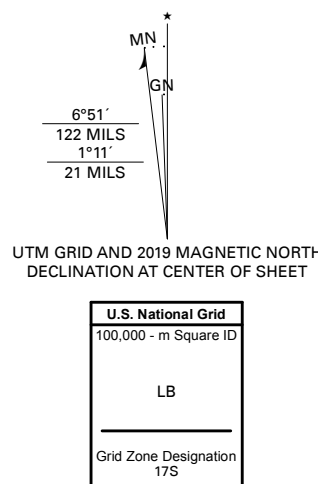 ★
MN
GN
6°51´
122 MILS
1°11´
21 MILS
UTM GRID AND 2019 MAGNETIC NORTH
DECLINATION AT CENTER OF SHEET
U.S. National Grid
100,000 - m Square ID
LB
Grid Zone Designation
17S